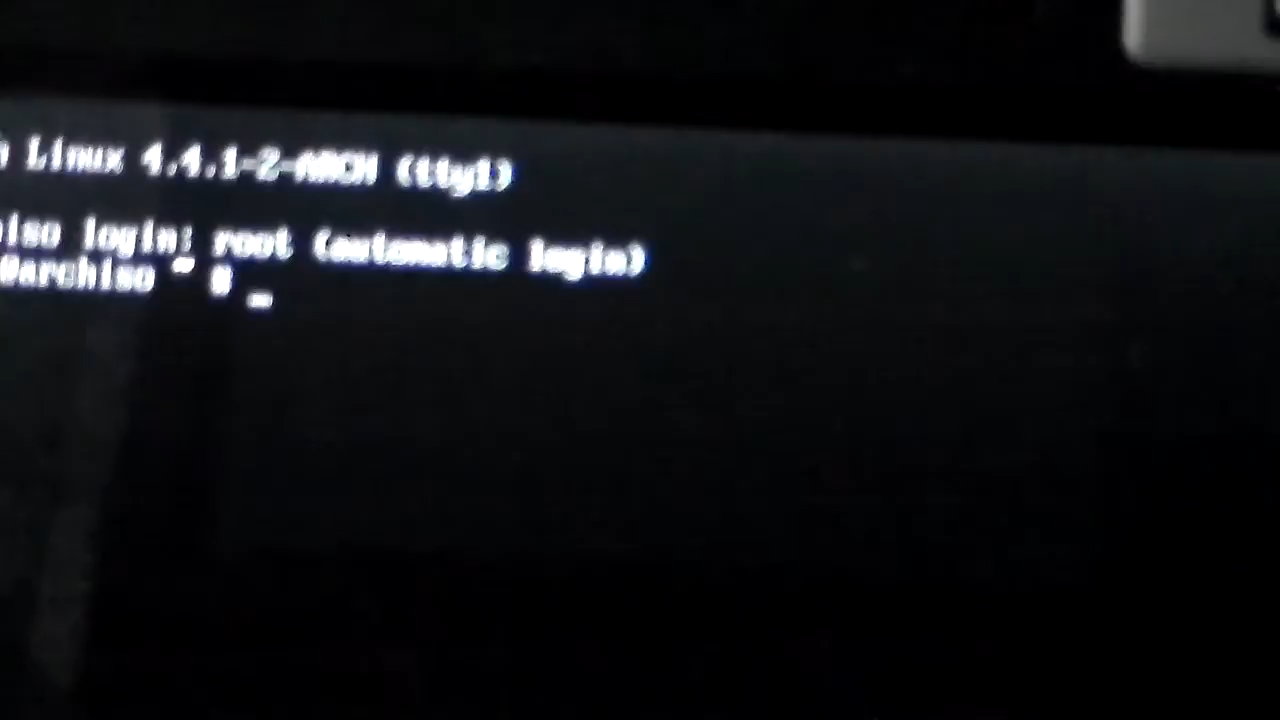 Linux 4.4.1-2-ARCH (tty1)
iso login: root (automatic login)
@archiso ~ # _